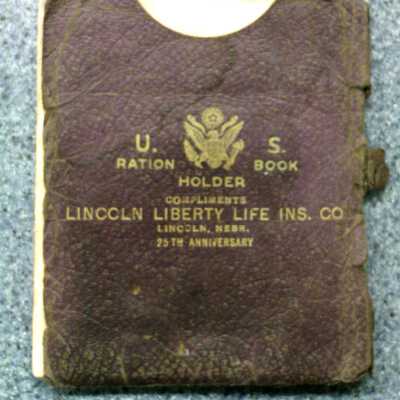 U. S.
RATION BOOK
HOLDER
COMPLIMENTS
LINCOLN LIBERTY LIFE INS. CO
LINCOLN, NEBR.
25TH ANNIVERSARY